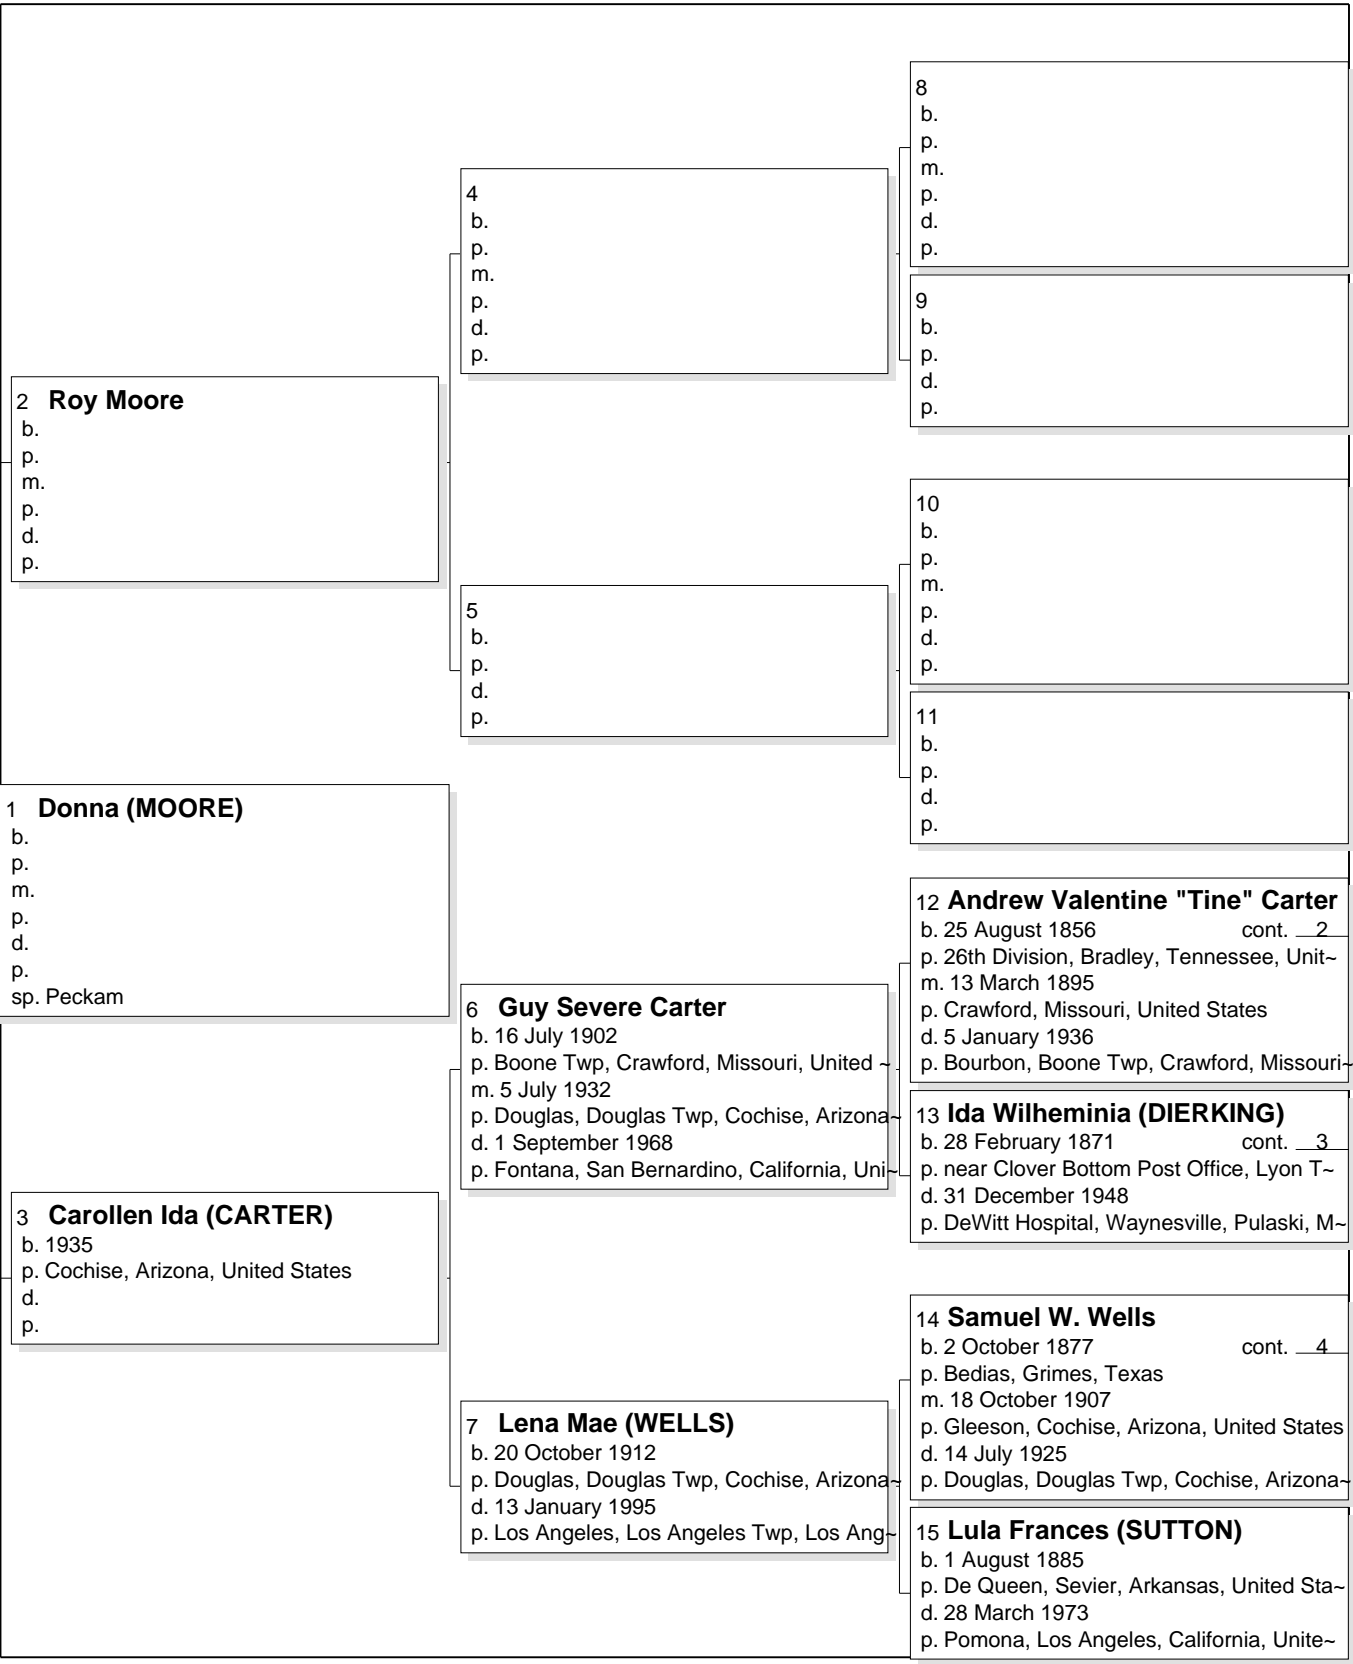 8
b.
p.
m.
p.
d.
p.
4
b.
p.
m.
p.
d.
p.
9
b.
p.
d.
p.
2 Roy Moore
b.
p.
m.
p.
d.
p.
10
b.
p.
m.
p.
d.
p.
5
b.
p.
d.
p.
11
b.
p.
d.
p.
1 Donna (MOORE)
b.
p.
m.
p.
d.
p.
sp. Peckam
12 Andrew Valentine "Tine" Carter
b. 25 August 1856 cont. 2
p. 26th Division, Bradley, Tennessee, Unit~
m. 13 March 1895
p. Crawford, Missouri, United States
d. 5 January 1936
p. Bourbon, Boone Twp, Crawford, Missouri~
6 Guy Severe Carter
b. 16 July 1902
p. Boone Twp, Crawford, Missouri, United ~
m. 5 July 1932
p. Douglas, Douglas Twp, Cochise, Arizona~
d. 1 September 1968
p. Fontana, San Bernardino, California, Uni~
13 Ida Wilheminia (DIERKING)
b. 28 February 1871 cont. 3
p. near Clover Bottom Post Office, Lyon T~
d. 31 December 1948
p. DeWitt Hospital, Waynesville, Pulaski, M~
3 Carollen Ida (CARTER)
b. 1935
p. Cochise, Arizona, United States
d.
p.
14 Samuel W. Wells
b. 2 October 1877 cont. 4
p. Bedias, Grimes, Texas
m. 18 October 1907
p. Gleeson, Cochise, Arizona, United States
d. 14 July 1925
p. Douglas, Douglas Twp, Cochise, Arizona~
7 Lena Mae (WELLS)
b. 20 October 1912
p. Douglas, Douglas Twp, Cochise, Arizona~
d. 13 January 1995
p. Los Angeles, Los Angeles Twp, Los Ang~
15 Lula Frances (SUTTON)
b. 1 August 1885
p. De Queen, Sevier, Arkansas, United Sta~
d. 28 March 1973
p. Pomona, Los Angeles, California, Unite~